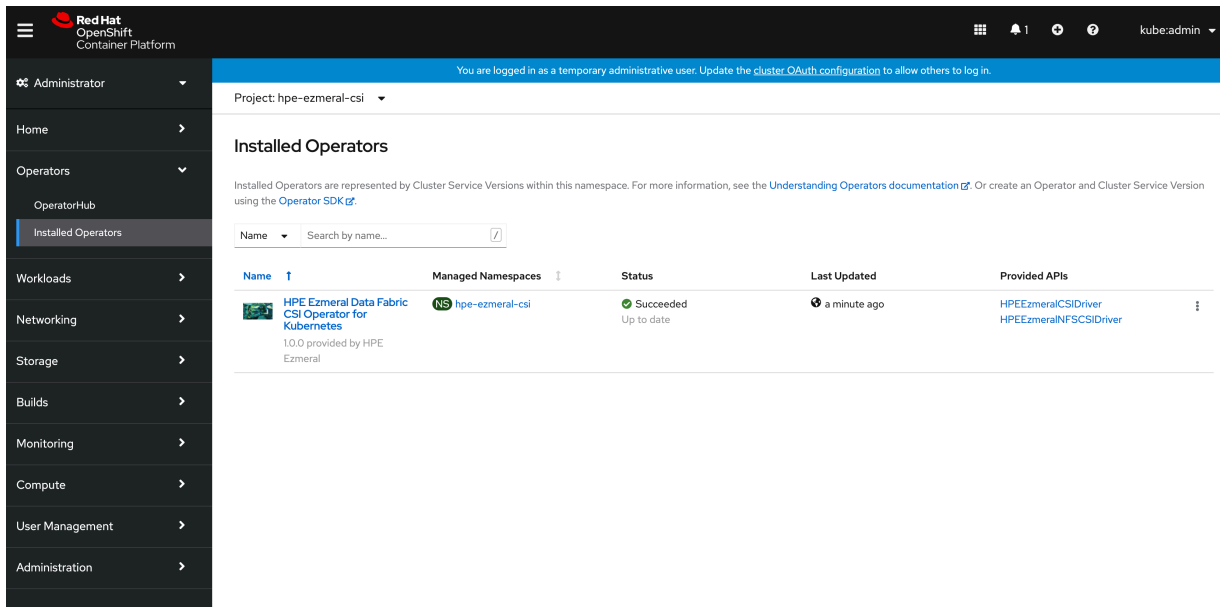 Red Hat
OpenShift
Container Platform
1
kube:admin
Administrator
You are logged in as a temporary administrative user. Update the cluster OAuth configuration to allow others to log in.
Project: hpe-ezmeral-csi
Home
Operators
OperatorHub
Installed Operators
Workloads
Networking
Storage
Builds
Monitoring
Compute
User Management
Administration
Installed Operators
Installed Operators are represented by Cluster Service Versions within this namespace. For more information, see the Understanding Operators documentation. Or create an Operator and Cluster Service Version
using the Operator SDK.
Name Search by name... /
Name Managed Namespaces Status Last Updated Provided APIs
HPE Ezmeral Data Fabric NS hpe-ezmeral-csi Succeeded a minute ago HPEEzmeralCSIDriver
CSI Operator for Up to date HPEEzmeralNFSCSIDriver
Kubernetes
1.0.0 provided by HPE
Ezmeral